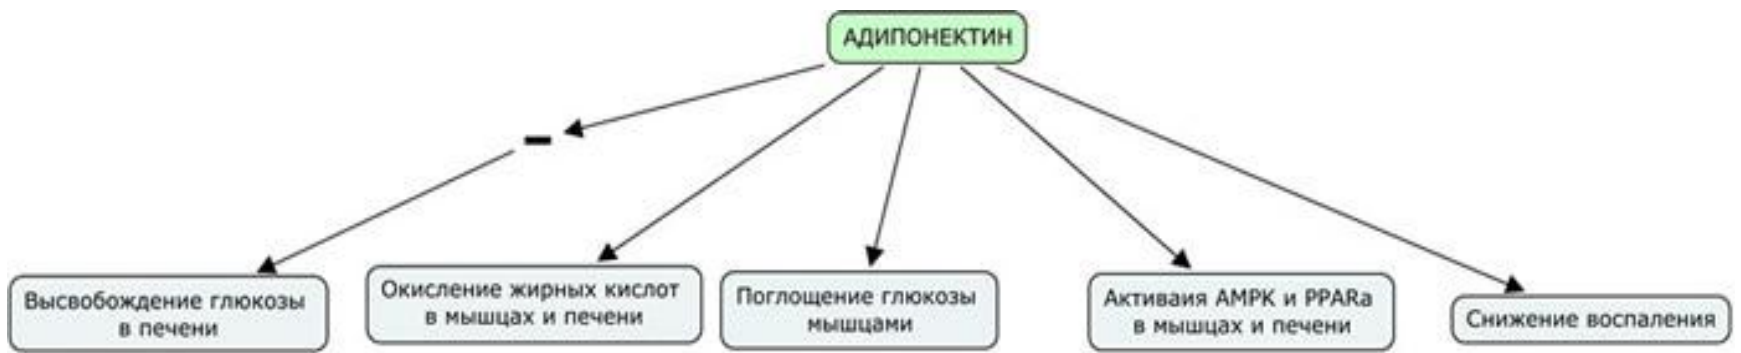 АДИПОНЕКТИН
Высвобождение глюкозы
в печени
Окисление жирных кислот
в мышцах и печени
Поглощение глюкозы
мышцами
Активаия AMPK и PPARa
в мышцах и печени
Снижение воспаления